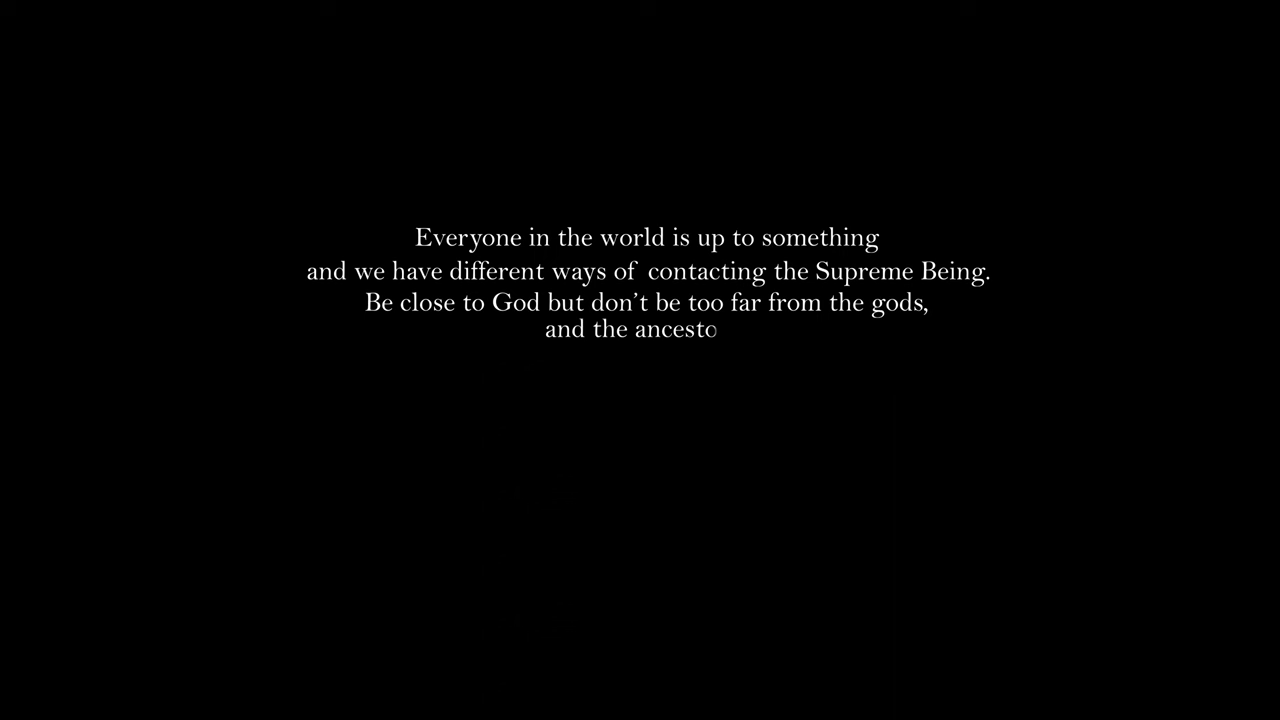 Everyone in the world is up to something
and we have different ways of contacting the Supreme Being.
Be close to God but don’t be too far from the gods,
and the ancesto